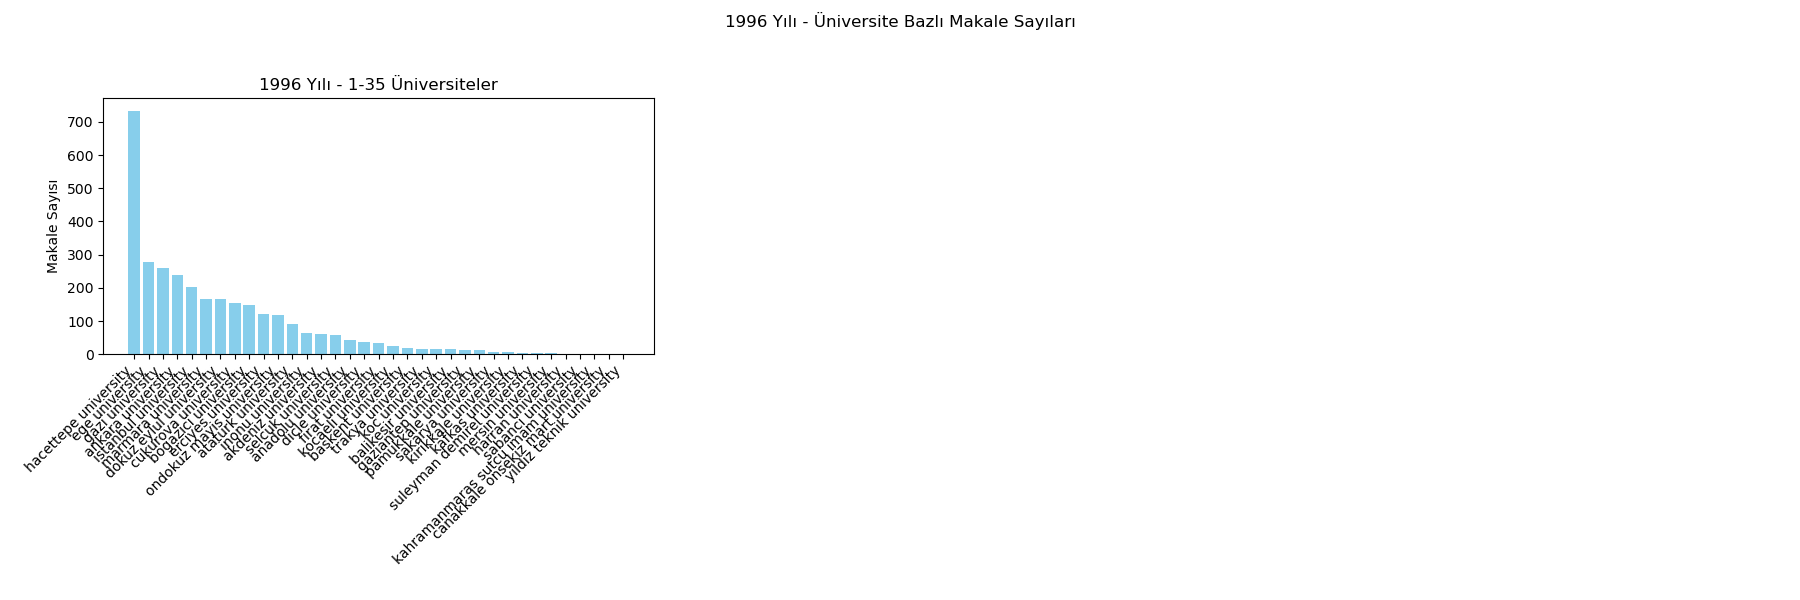 1996 Yılı - Üniversite Bazlı Makale Sayıları
1996 Yılı - 1-35 Üniversiteler
Makale Sayısı
700
600
500
400
300
200
100
0
hacettepe university
ege university
gazi university
ankara university
istanbul university
marmara university
dokuz eylul university
cukurova university
bogazici university
erciyes university
ondokuz mayis university
ataturk university
inonu university
akdeniz university
selcuk university
anadolu university
dicle university
firat university
kocaeli university
baskent university
trakya university
koc university
balikesir university
gaziantep university
pamukkale university
sakarya university
kirikkale university
kafkas university
suleyman demirel university
mersin university
harran university
sabanci university
kahramanmaras sutcu imam university
canakkale onsekiz mart university
yildiz teknik university